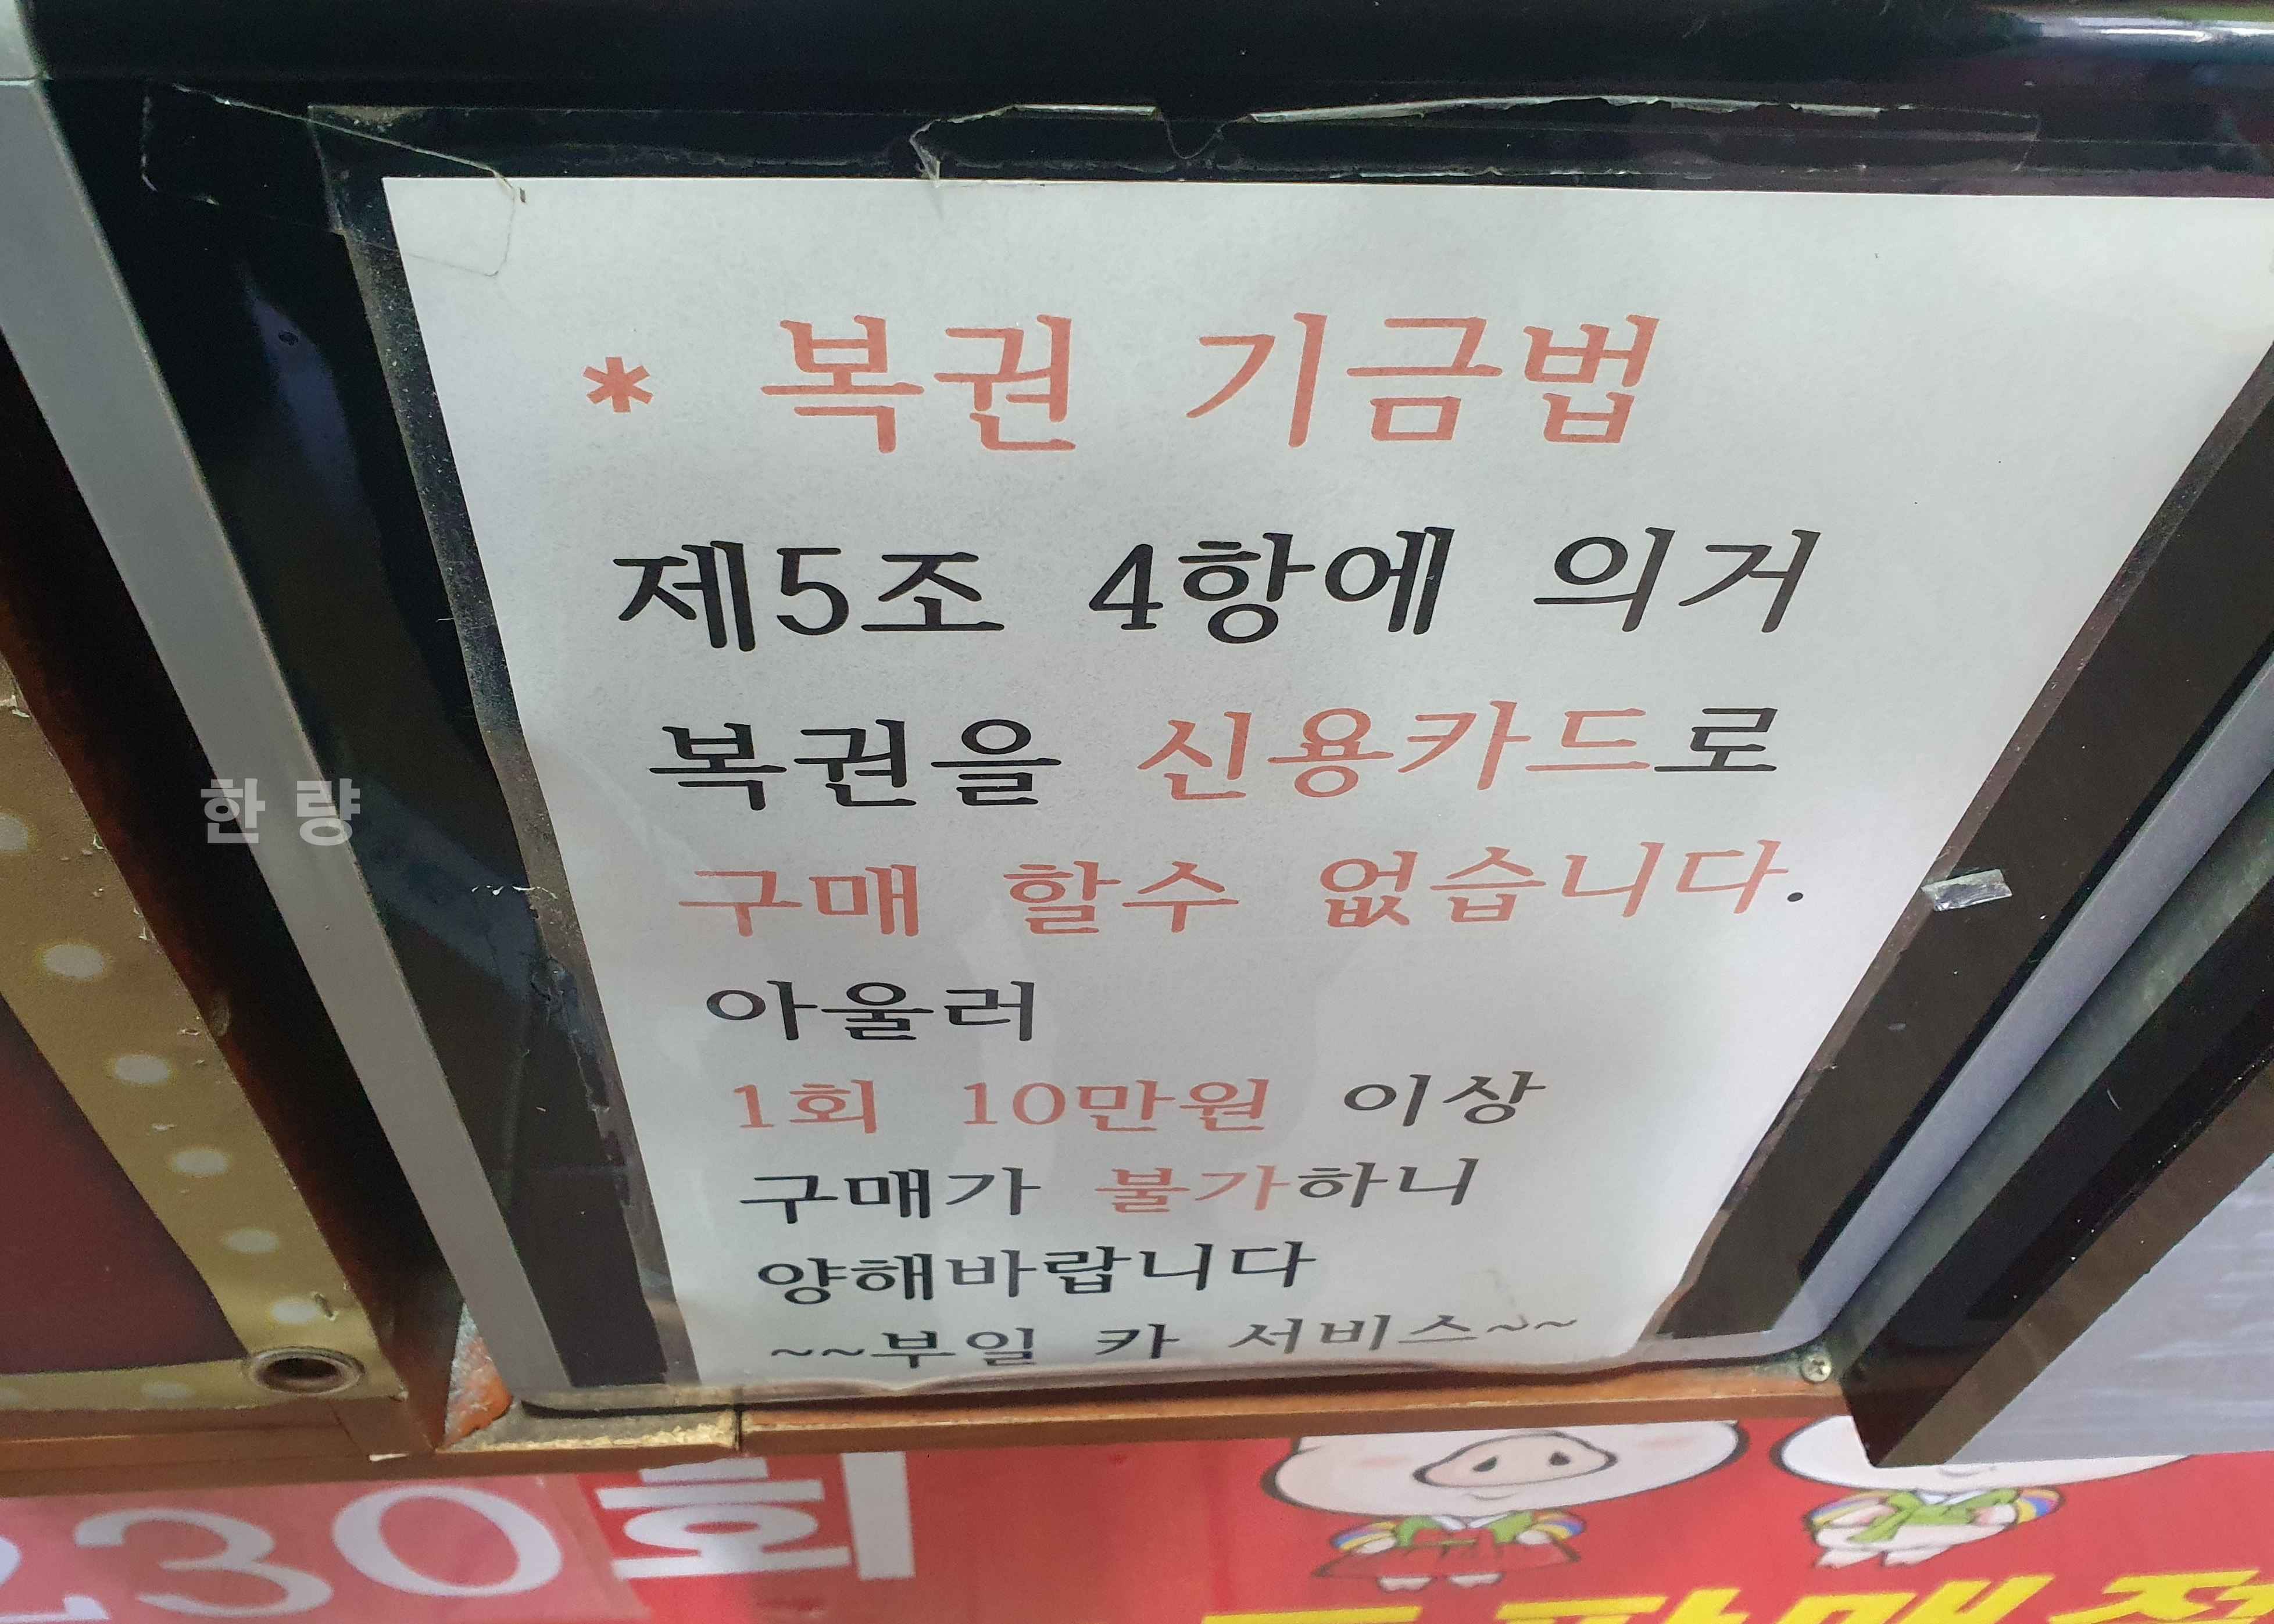 * 복권 기금법
제5조 4항에 의거
복권을 신용카드로
구매 할수 없습니다.
아울러
1회 10만원 이상
구매가 불가하니
양해바랍니다
~~부일 카 서비스~~
한량
230회